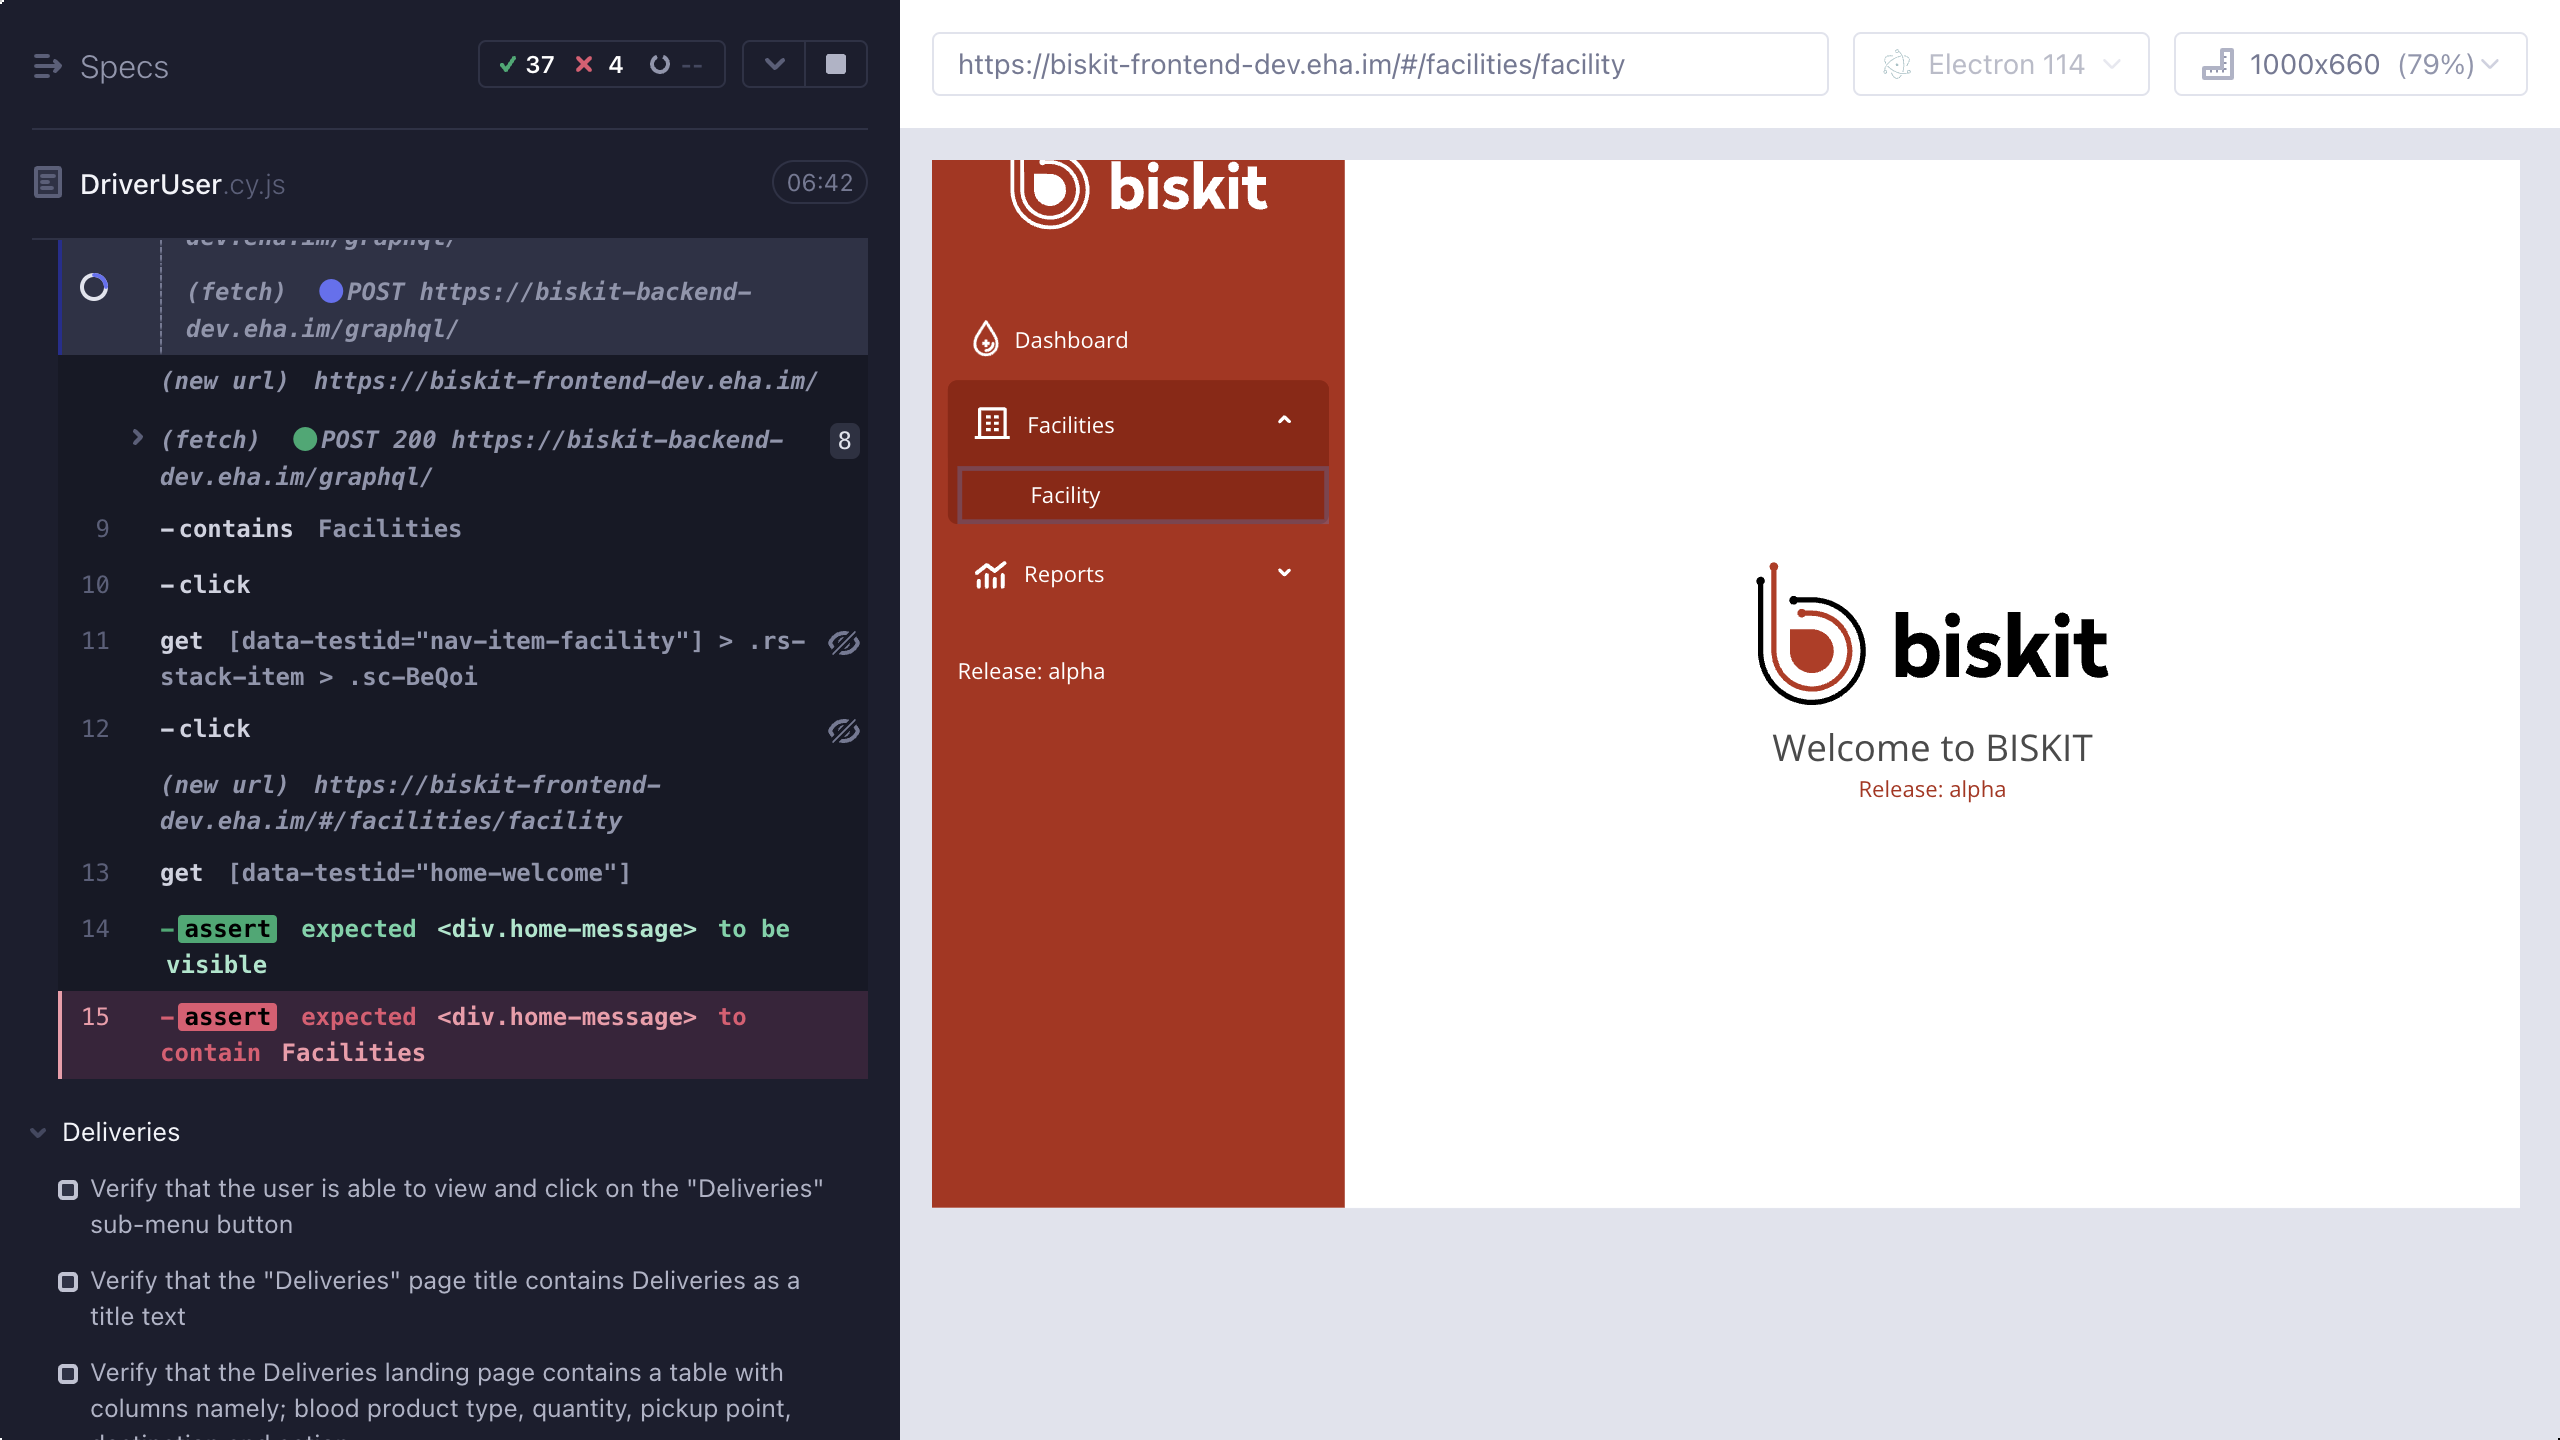 Specs
37
4
--
DriverUser.cy.js
06:42
dev.eha.im/graphql/
(fetch) POST https://biskit-backend-
dev.eha.im/graphql/
(new url) https://biskit-frontend-dev.eha.im/
(fetch) POST 200 https://biskit-backend-
dev.eha.im/graphql/
8
9 -contains Facilities
10 -click
11 get [data-testid="nav-item-facility"] > .rs-
stack-item > .sc-BeQoi
12 -click
(new url) https://biskit-frontend-
dev.eha.im/#/facilities/facility
13 get [data-testid="home-welcome"]
14 -assert expected <div.home-message> to be
visible
15 -assert expected <div.home-message> to
contain Facilities
Deliveries
Verify that the user is able to view and click on the "Deliveries"
sub-menu button
Verify that the "Deliveries" page title contains Deliveries as a
title text
Verify that the Deliveries landing page contains a table with
columns namely; blood product type, quantity, pickup point,
https://biskit-frontend-dev.eha.im/#/facilities/facility
Electron 114
1000x660 (79%)
biskit
Dashboard
Facilities
Facility
Reports
Release: alpha
biskit
Welcome to BISKIT
Release: alpha